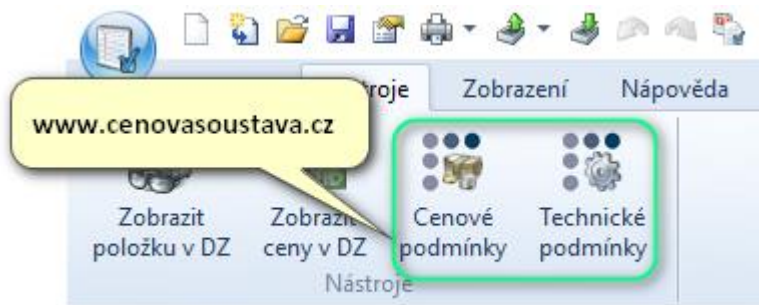 Zobrazení Nápověda
www.cenovasoustava.cz
Zobrazit
položku v DZ
ceny v DZ
Cenové
podmínky
Technické
podmínky
Nástroje